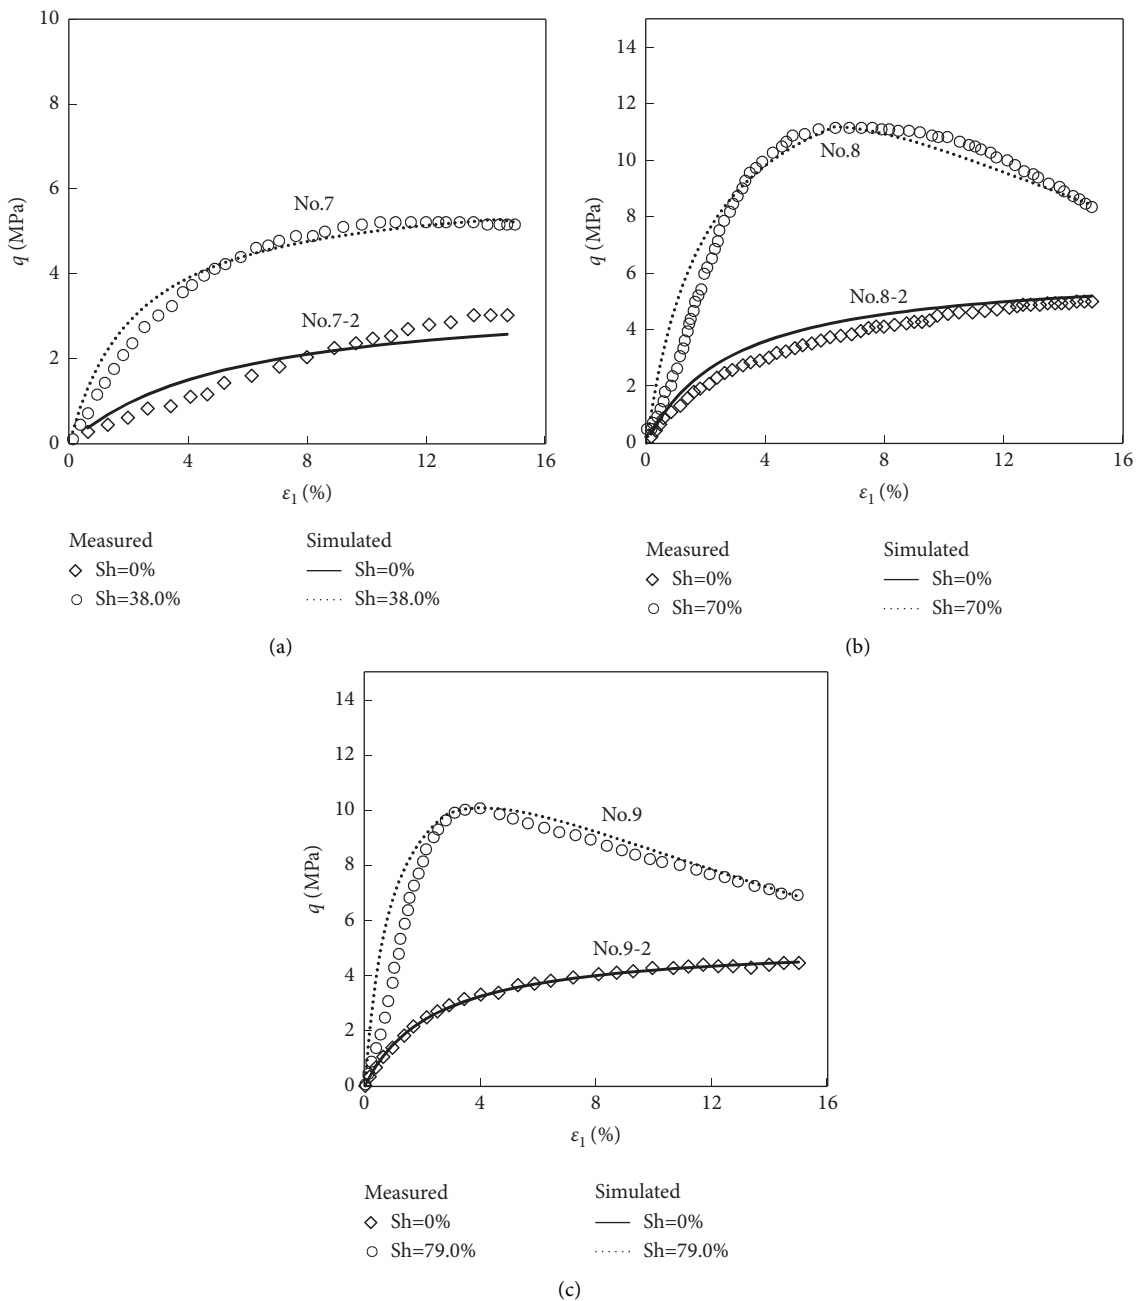 10
8
6
4
2
0
q (MPa)
No.7
No.7-2
0 4 8 12 16
ε1 (%)
Measured Simulated
Sh=0% Sh=0%
Sh=38.0% Sh=38.0%
(a)
14
12
10
8
6
4
2
0
q (MPa)
No.8
No.8-2
0 4 8 12 16
ε1 (%)
Measured Simulated
Sh=0% Sh=0%
Sh=70% Sh=70%
(b)
14
12
10
8
6
4
2
0
q (MPa)
No.9
No.9-2
0 4 8 12 16
ε1 (%)
Measured Simulated
Sh=0% Sh=0%
Sh=79.0% Sh=79.0%
(c)